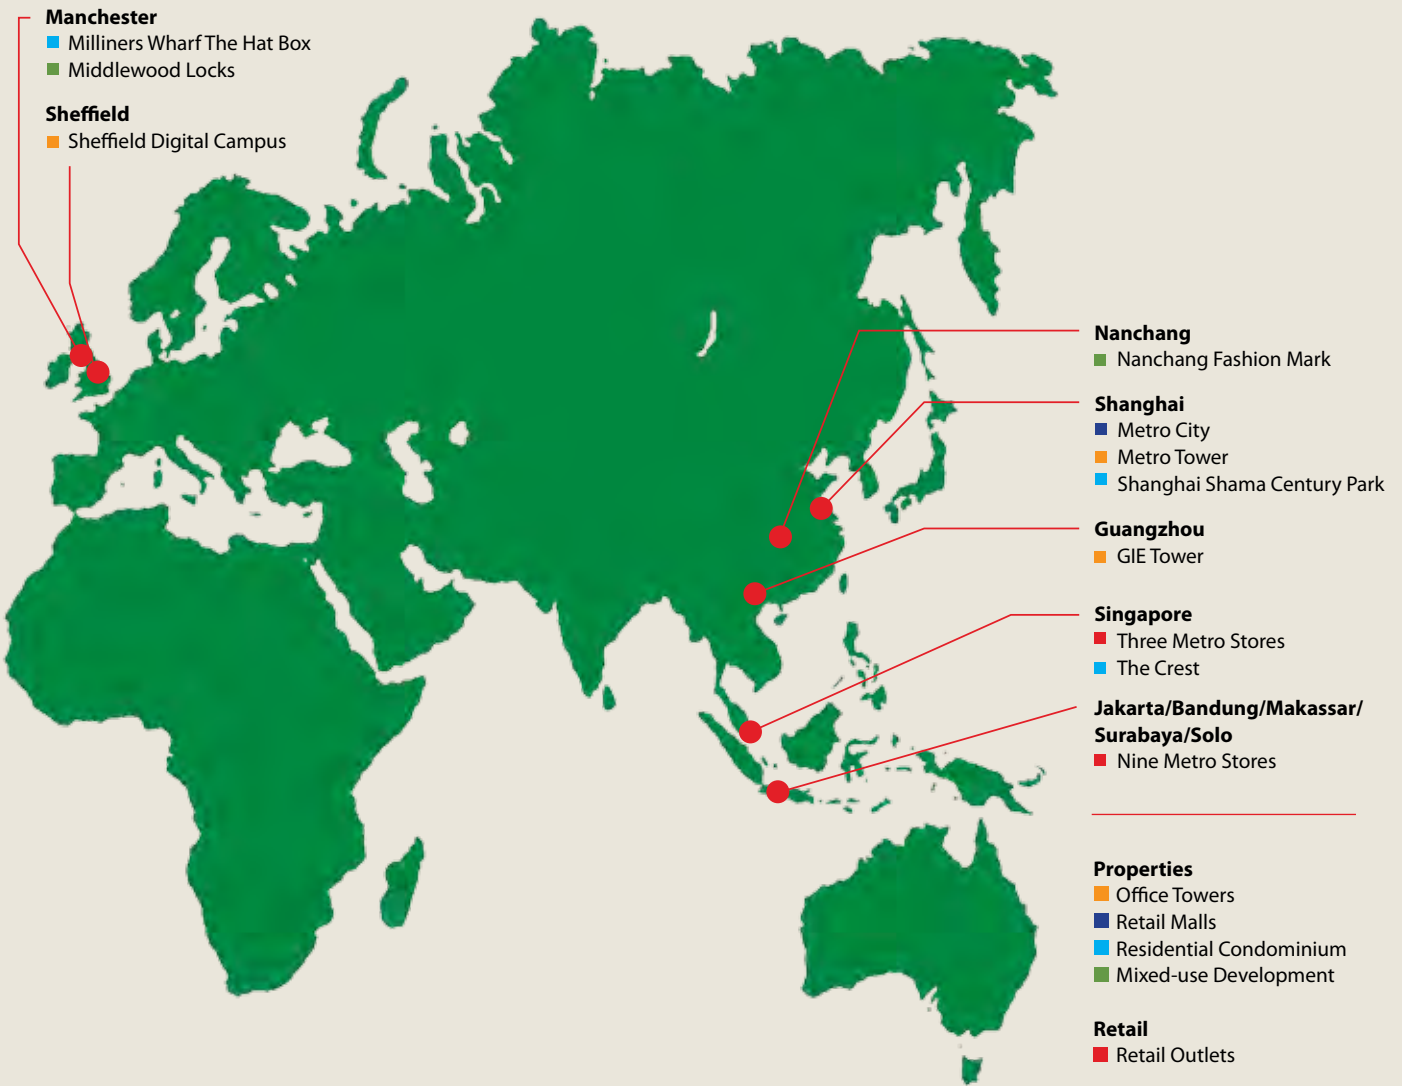 Manchester
Milliners Wharf The Hat Box
Middlewood Locks
Sheffield
Sheffield Digital Campus
Nanchang
Nanchang Fashion Mark
Shanghai
Metro City
Metro Tower
Shanghai Shama Century Park
Guangzhou
GIE Tower
Singapore
Three Metro Stores
The Crest
Jakarta/Bandung/Makassar/
Surabaya/Solo
Nine Metro Stores
Properties
Office Towers
Retail Malls
Residential Condominium
Mixed-use Development
Retail
Retail Outlets